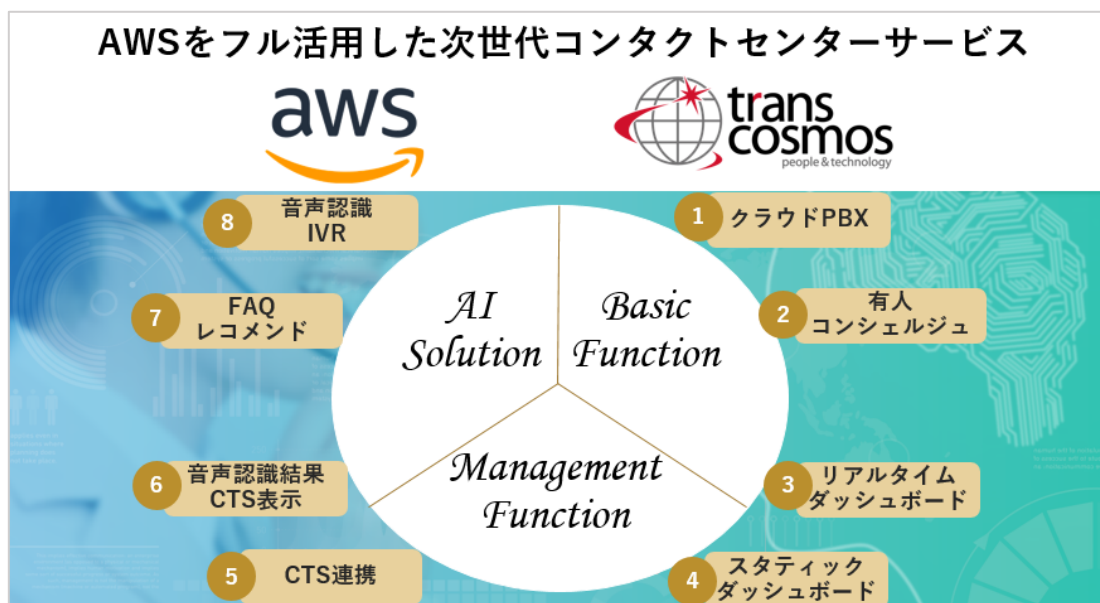 AWSをフル活用した次世代コンタクトセンターサービス
aws
trans
cosmos
people & technology
8
音声認識
IVR
1
クラウドPBX
7
FAQ
レコメンド
AI
Solution
Basic
Function
2
有人
コンシェルジュ
6
音声認識結果
CTS表示
Management
Function
3
リアルタイム
ダッシュボード
5
CTS連携
4
スタティック
ダッシュボード